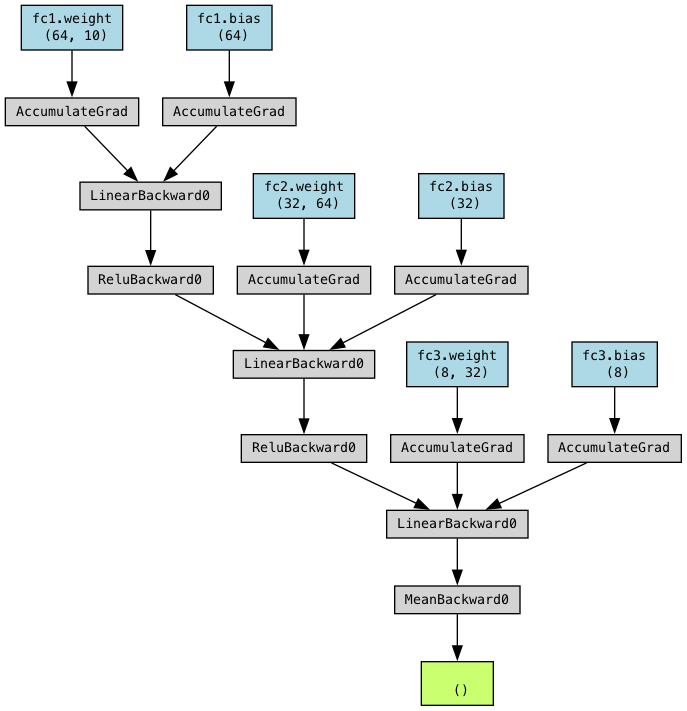 fc1.weight
(64, 10)
fc1.bias
(64)
AccumulateGrad
AccumulateGrad
LinearBackward0
fc2.weight
(32, 64)
fc2.bias
(32)
ReluBackward0
AccumulateGrad
AccumulateGrad
LinearBackward0
fc3.weight
(8, 32)
fc3.bias
(8)
ReluBackward0
AccumulateGrad
AccumulateGrad
LinearBackward0
MeanBackward0
()